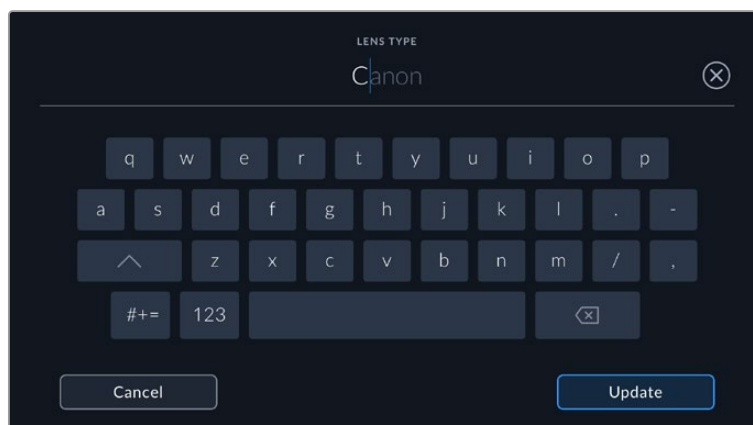 LENS TYPE
Canon
q w e r t y u i o p
a s d f g h j k l . -
z x c v b n m / ,
#+= 123
Cancel Update